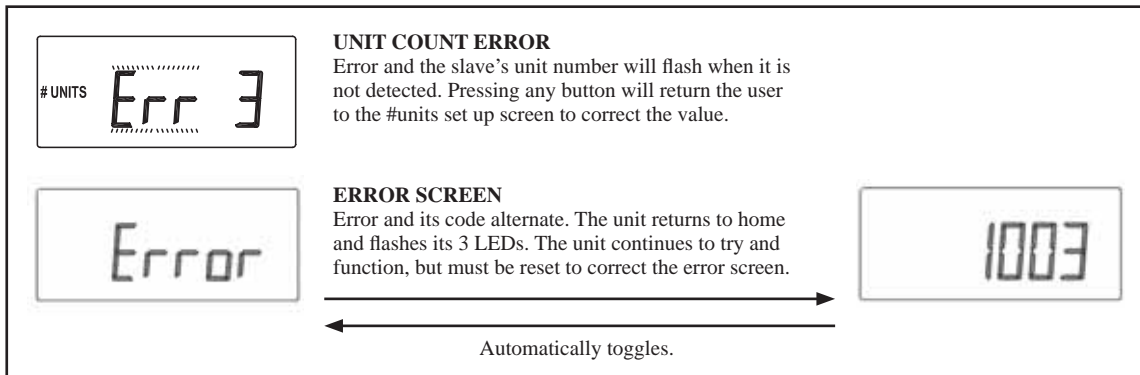 # UNITS Err 3
UNIT COUNT ERROR
Error and the slave's unit number will flash when it is
not detected. Pressing any button will return the user
to the #units set up screen to correct the value.
Error
ERROR SCREEN
Error and its code alternate. The unit returns to home
and flashes its 3 LEDs. The unit continues to try and
function, but must be reset to correct the error screen.
1003
Automatically toggles.